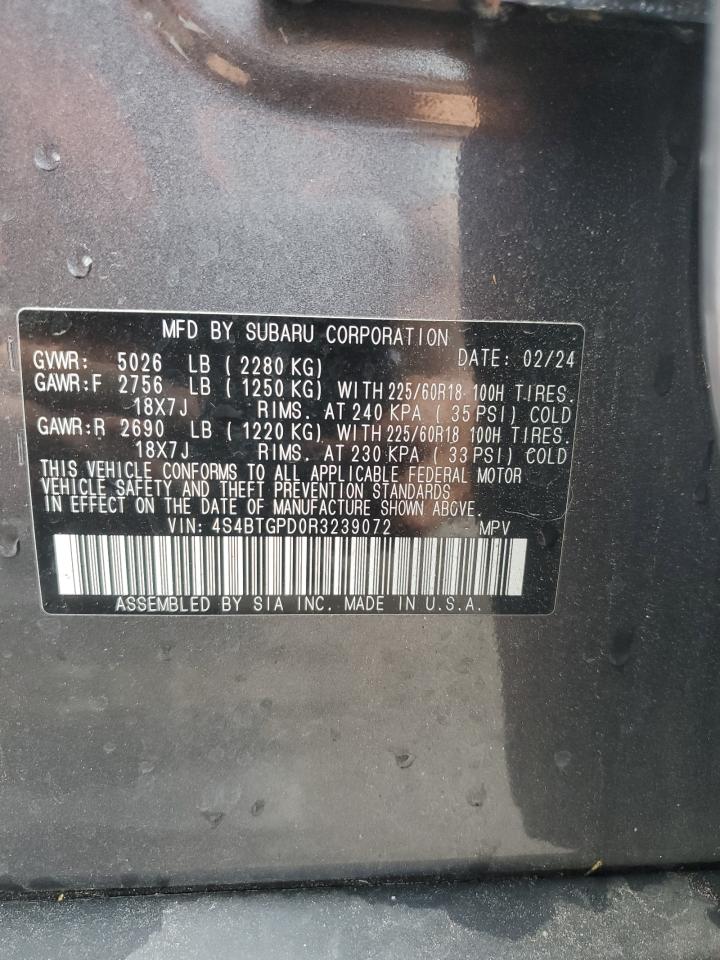 MFD BY SUBARU CORPORATION
GVWR: 5026 LB ( 2280 KG) DATE: 02/24
GAWR:F 2756 LB ( 1250 KG) WITH 225/60R18 100H TIRES.
18X7J RIMS. AT 240 KPA ( 35 PSI) COLD
GAWR:R 2690 LB ( 1220 KG) WITH 225/60R18 100H TIRES.
18X7J RIMS. AT 230 KPA ( 33 PSI) COLD
THIS VEHICLE CONFORMS TO ALL APPLICABLE FEDERAL MOTOR
VEHICLE SAFETY AND THEFT PREVENTION STANDARDS
IN EFFECT ON THE DATE OF MANUFACTURE SHOWN ABOVE.
VIN: 4S4BTGPD0R3239072 MPV
ASSEMBLED BY SIA INC. MADE IN U.S.A.